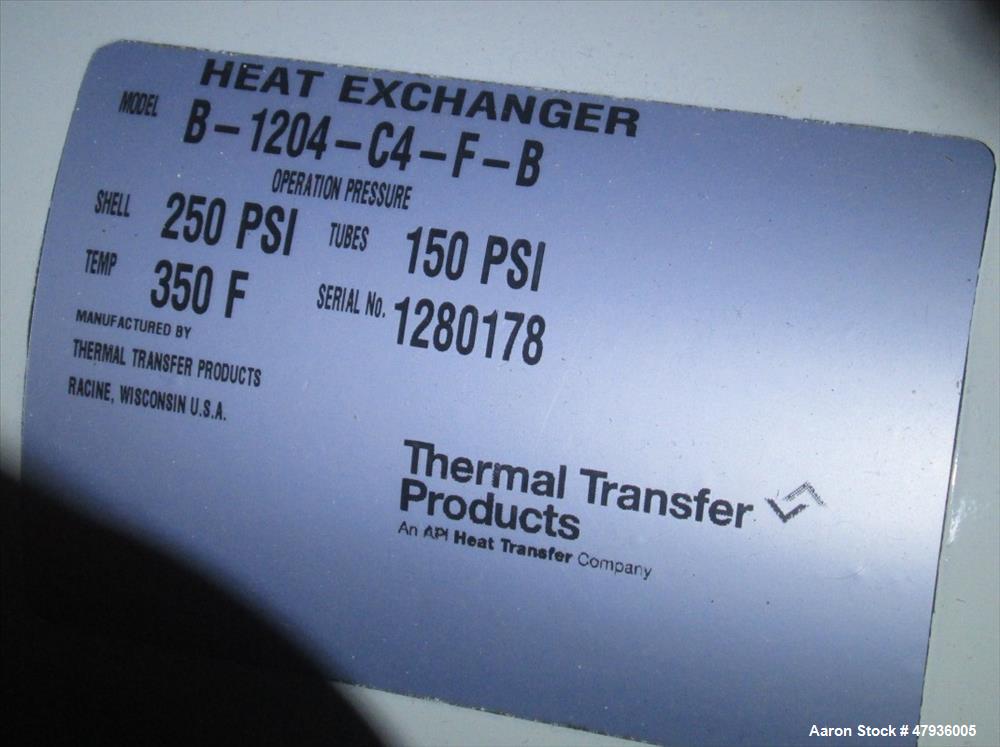 HEAT EXCHANGER
MODEL B-1204-C4-F-B
OPERATION PRESSURE
SHELL 250 PSI TUBES 150 PSI
TEMP 350 F SERIAL No. 1280178
MANUFACTURED BY
THERMAL TRANSFER PRODUCTS
RACINE, WISCONSIN U.S.A.
Thermal Transfer
Products
An API Heat Transfer Company
Aaron Stock # 47936005